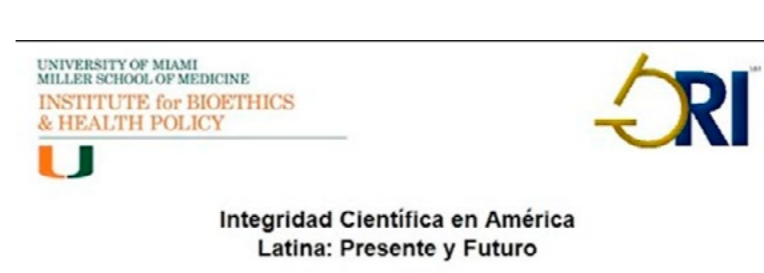 UNIVERSITY OF MIAMI
MILLER SCHOOL OF MEDICINE
INSTITUTE for BIOETHICS
& HEALTH POLICY
U
ORI
Integridad Científica en América
Latina: Presente y Futuro